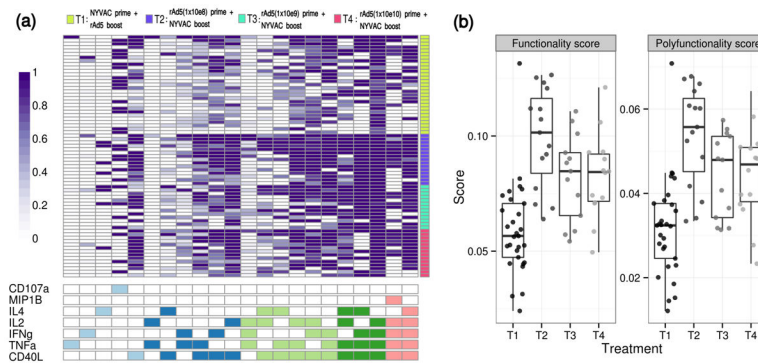 (a)
T1: NYVAC prime + rAd5 boost
T2: rAd5(1x10e8) prime + NYVAC boost
T3: rAd5(1x10e9) prime + NYVAC boost
T4: rAd5(1x10e10) prime + NYVAC boost
1
0.8
0.6
0.4
0.2
0
CD107a
MIP1B
IL4
IL2
IFNg
TNFa
CD40L
(b)
Functionality score
Polyfunctionality score
Score
0.10
0.05
0.06
0.04
0.02
T1 T2 T3 T4
T1 T2 T3 T4
Treatment